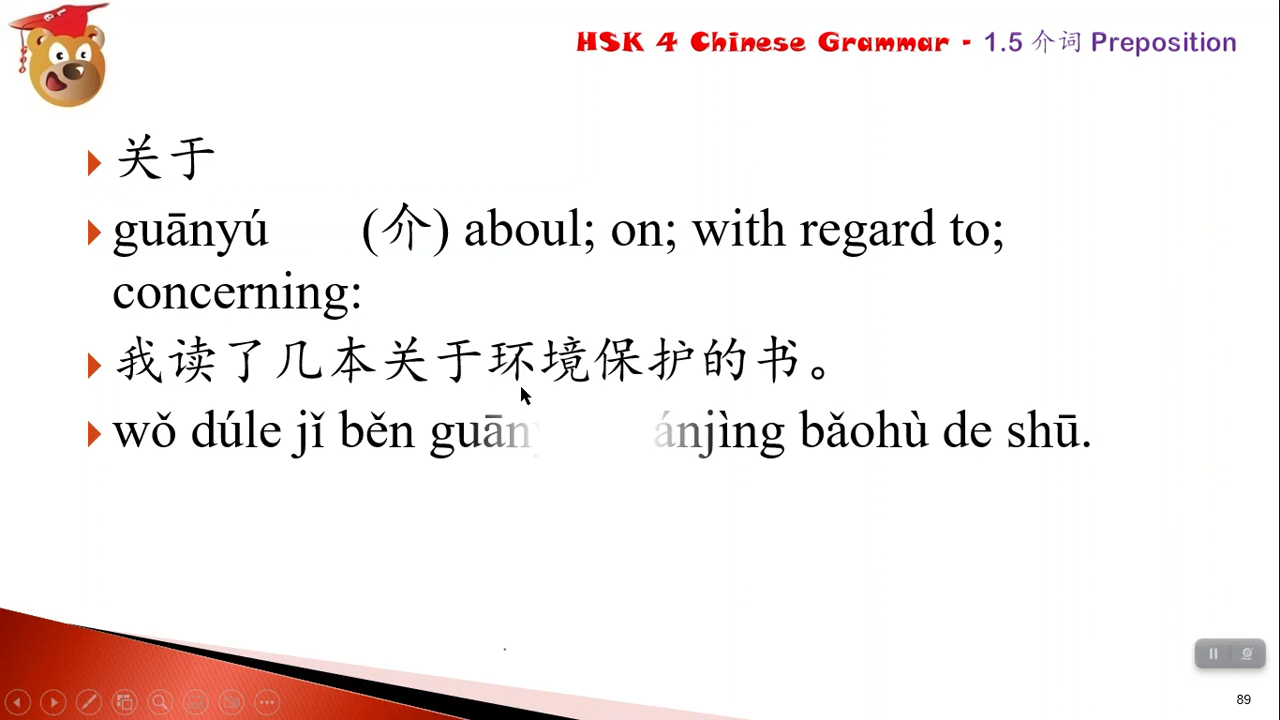 HSK 4 Chinese Grammar - 1.5 介词 Preposition
关于
guānyú (介) aboul; on; with regard to;
concerning:
我读了几本关于环境保护的书。
wǒ dúle jǐ běn ánjìng bǎohù de shū.
89